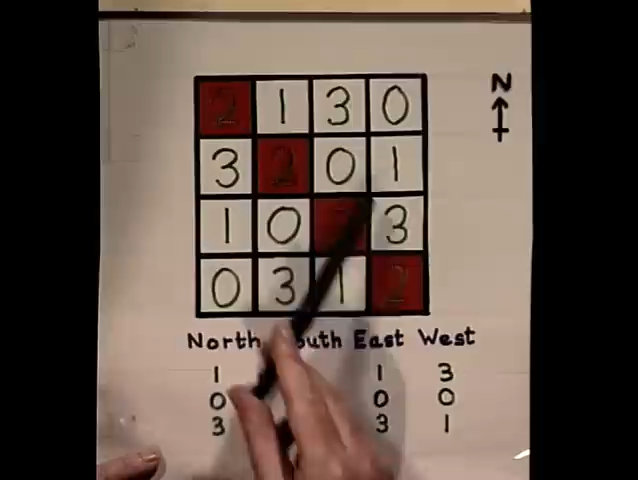 N
2 1 3 0
3 2 0 1
1 0 3
0 3 1 2
North outh East West
1 1 3
0 0 0
3 3 1